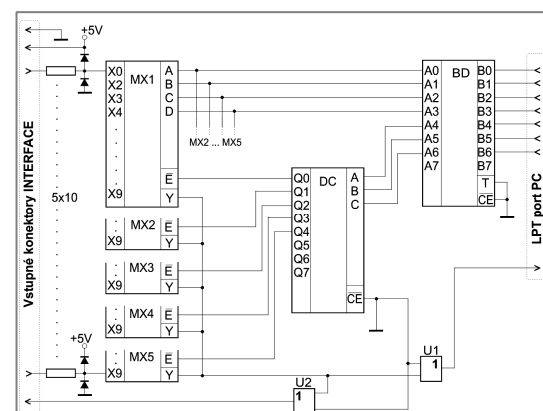 +5V
X0
X2
X3
X4
X9
MX1
A
B
C
D
E
Y
MX2 ... MX5
5x10
Vstupné konektory INTERFACE
X9
MX2
E
Y
X9
MX3
E
Y
X9
MX4
E
Y
+5V
X9
MX5
E
Y
Q0
Q1
Q2
Q3
Q4
Q5
Q6
Q7
DC
A
B
C
CE
A0
A1
A2
A3
A4
A5
A6
A7
BD
B0
B1
B2
B3
B4
B5
B6
B7
T
CE
LPT port PC
U1
1
U2
1